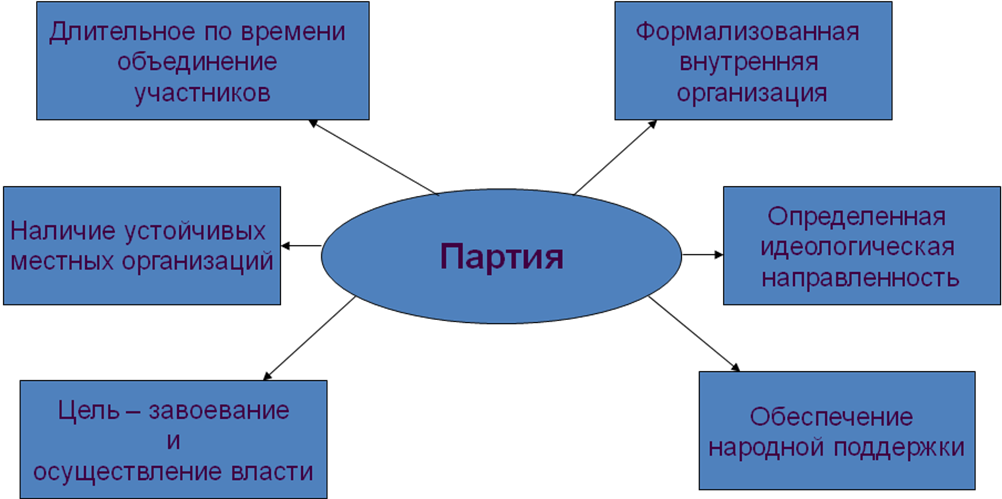 Длительное по времени
объединение
участников
Формализованная
внутренняя
организация
Наличие устойчивых
местных организаций
Партия
Определенная
идеологическая
направленность
Цель – завоевание
и
осуществление власти
Обеспечение
народной поддержки